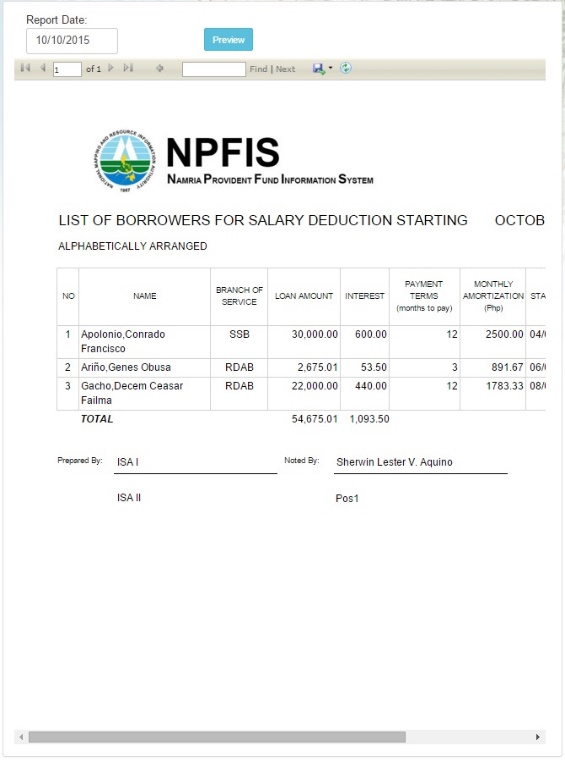 Report Date:
10/10/2015 Preview
1 of 1 Find | Next
NATIONAL MAPPING AND RESOURCE INFORMATION AUTHORITY
1987
NPFIS
NAMRIA PROVIDENT FUND INFORMATION SYSTEM
LIST OF BORROWERS FOR SALARY DEDUCTION STARTING OCTOB
ALPHABETICALLY ARRANGED
NO NAME BRANCH OF SERVICE LOAN AMOUNT INTEREST PAYMENT TERMS (months to pay) MONTHLY AMORTIZATION (Php) STA
1 Apolonio,Conrado Francisco SSB 30,000.00 600.00 12 2500.00 04/
2 Ariño,Genes Obusa RDAB 2,675.01 53.50 3 891.67 06/
3 Gacho,Decem Ceasar Failma RDAB 22,000.00 440.00 12 1783.33 08/
TOTAL 54,675.01 1,093.50
Prepared By: ISA I Noted By: Sherwin Lester V. Aquino
ISA II Pos1